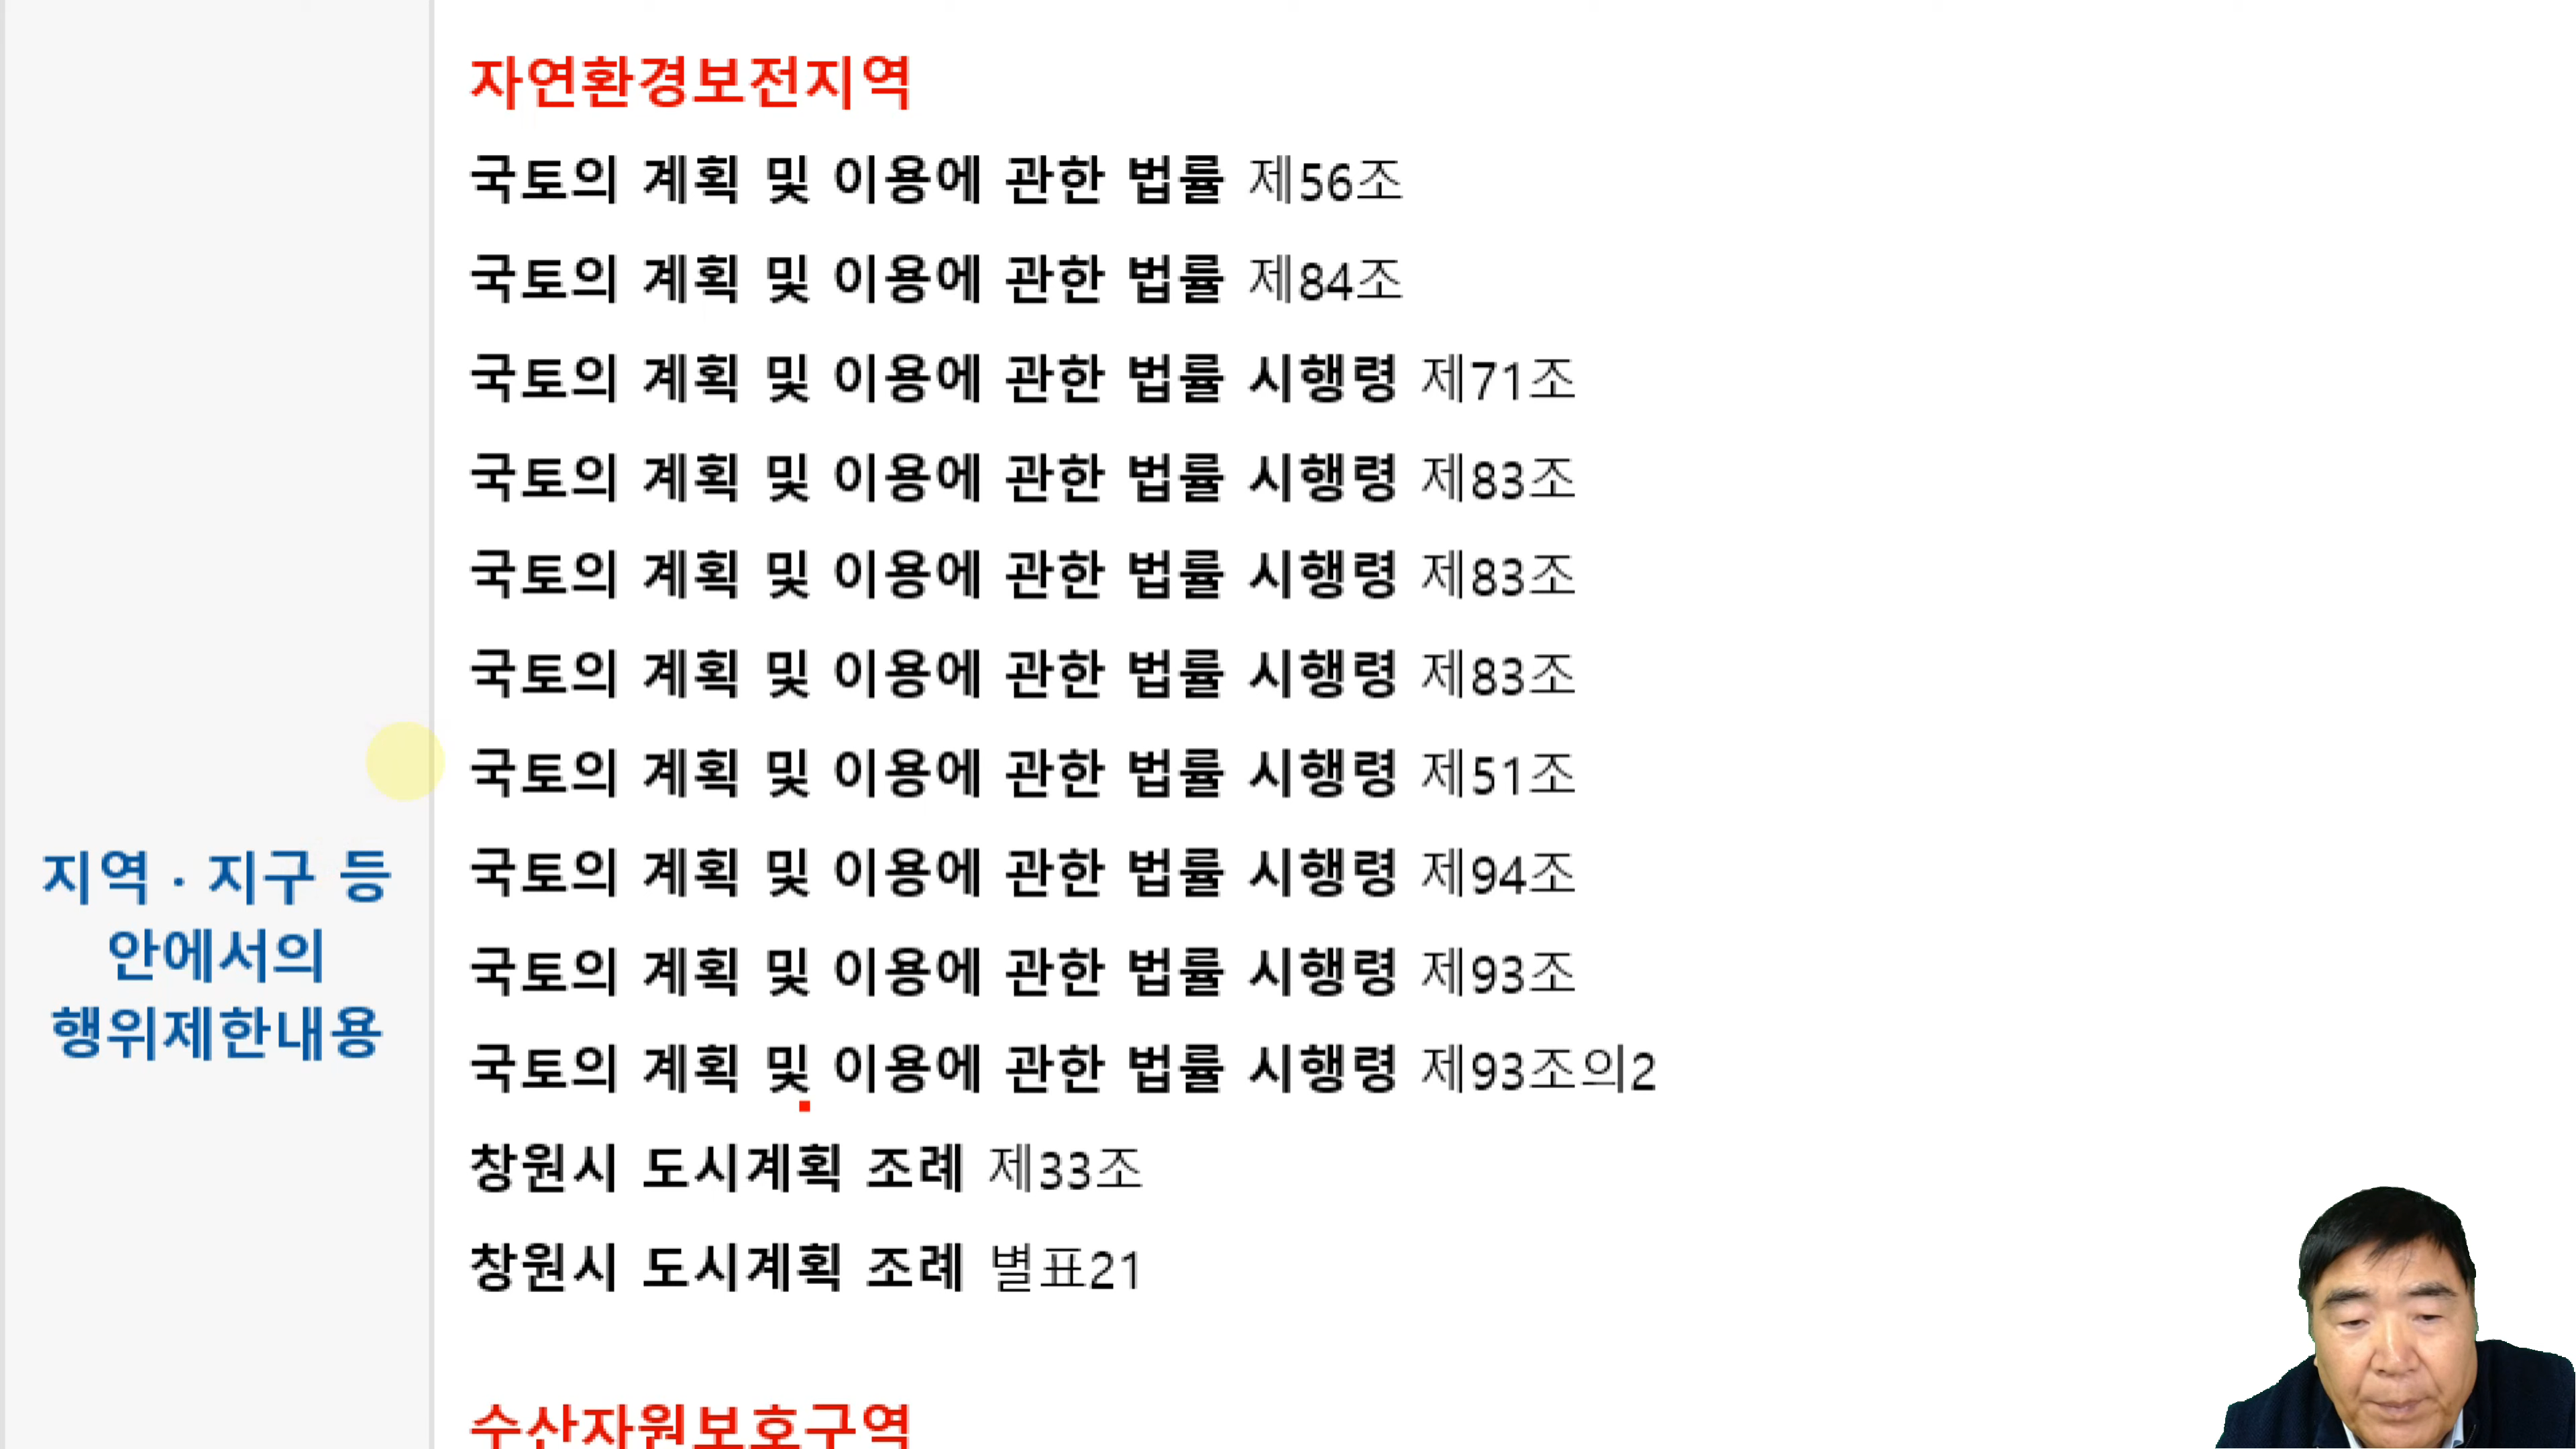 자연환경보전지역
국토의 계획 및 이용에 관한 법률 제56조
국토의 계획 및 이용에 관한 법률 제84조
국토의 계획 및 이용에 관한 법률 시행령 제71조
국토의 계획 및 이용에 관한 법률 시행령 제83조
국토의 계획 및 이용에 관한 법률 시행령 제83조
국토의 계획 및 이용에 관한 법률 시행령 제83조
국토의 계획 및 이용에 관한 법률 시행령 제51조
국토의 계획 및 이용에 관한 법률 시행령 제94조
국토의 계획 및 이용에 관한 법률 시행령 제93조
국토의 계획 및 이용에 관한 법률 시행령 제93조의2
창원시 도시계획 조례 제33조
창원시 도시계획 조례 별표21
수산자원보호구역
지역 · 지구 등
안에서의
행위제한내용